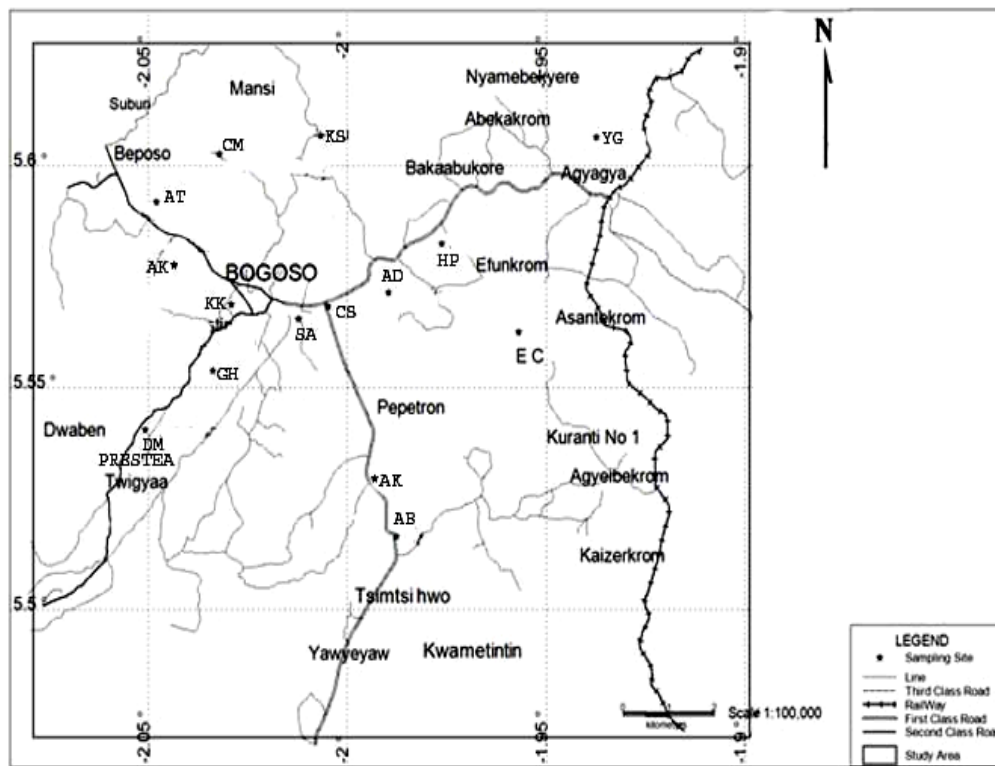 N
-2.05°
-2°
-1.95°
-1.9°
Nyamebekyere
Mansi
Suburi
Abekakrom
KS
YG
CM
5.6°
Beposo
Bakaabukore
Agyagya
AT
HP
AK
Efunkrom
BOGOSO
AD
KK
CS
Asantekrom
SA
E C
GH
5.55°
Pepetron
Dwaben
Kuranti No 1
DM
PRESTEA
Twigyaa
AK
Agyeibekrom
AB
Kaizerkrom
5.5°
Tsimtsi hwo
Yawyeyaw
Kwametintin
0 1 2
kilometers
Scale 1:100,000
-2.05°
-2°
-1.95°
-1.9°
LEGEND
Sampling Site
Line
Third Class Road
RailWay
First Class Road
Second Class Road
Study Area